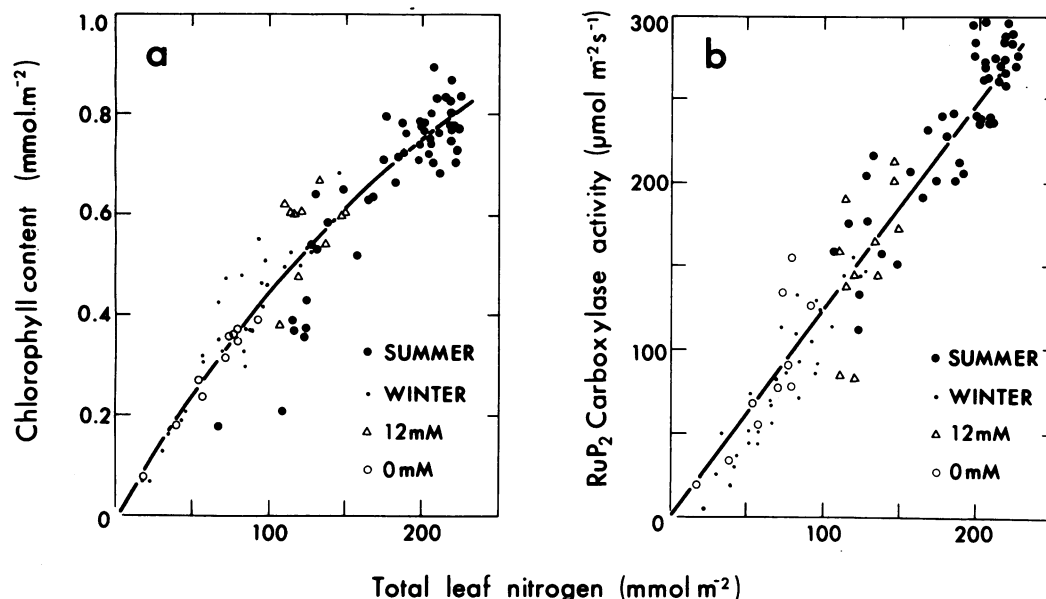 a
1.0
0.8
0.6
0.4
0.2
0
100
200
Chlorophyll content (mmol.m⁻²)
SUMMER
WINTER
12mM
0mM
b
300
200
100
0
100
200
RuP₂ Carboxylase activity (μmol m⁻²s⁻¹)
SUMMER
WINTER
12mM
0mM
Total leaf nitrogen (mmol m⁻²)